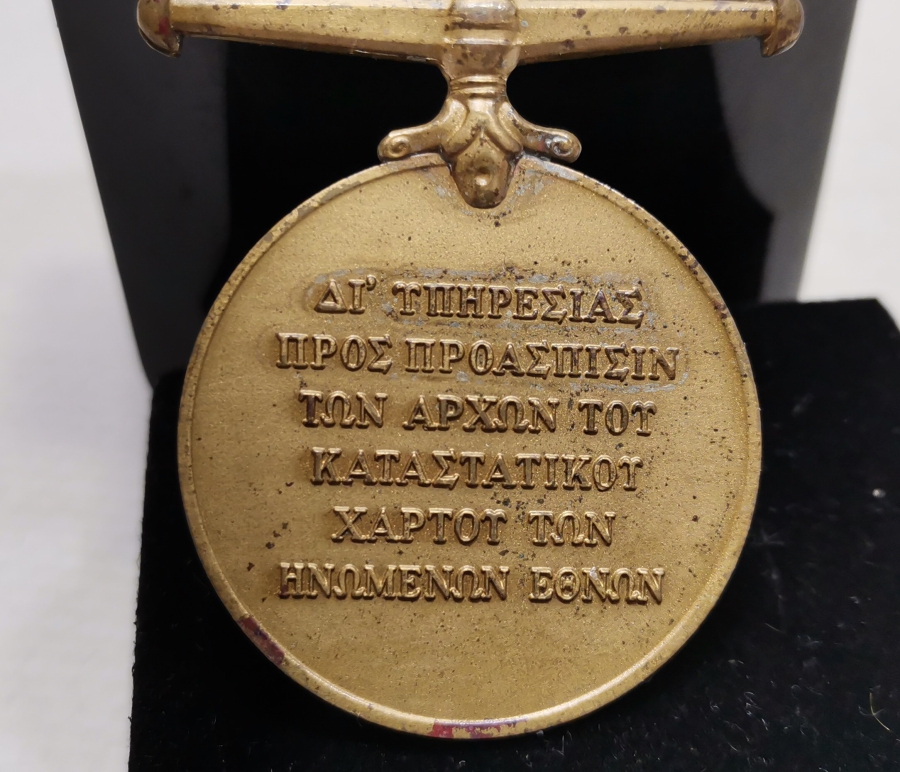 ΔΙ' ΥΠΗΡΕΣΙΑΣ
ΠΡΟΣ ΠΡΟΑΣΠΙΣΙΝ
ΤΩΝ ΑΡΧΩΝ ΤΟΥ
ΚΑΤΑΣΤΑΤΙΚΟΥ
ΧΑΡΤΟΥ ΤΩΝ
ΗΝΩΜΕΝΩΝ ΕΘΝΩΝ